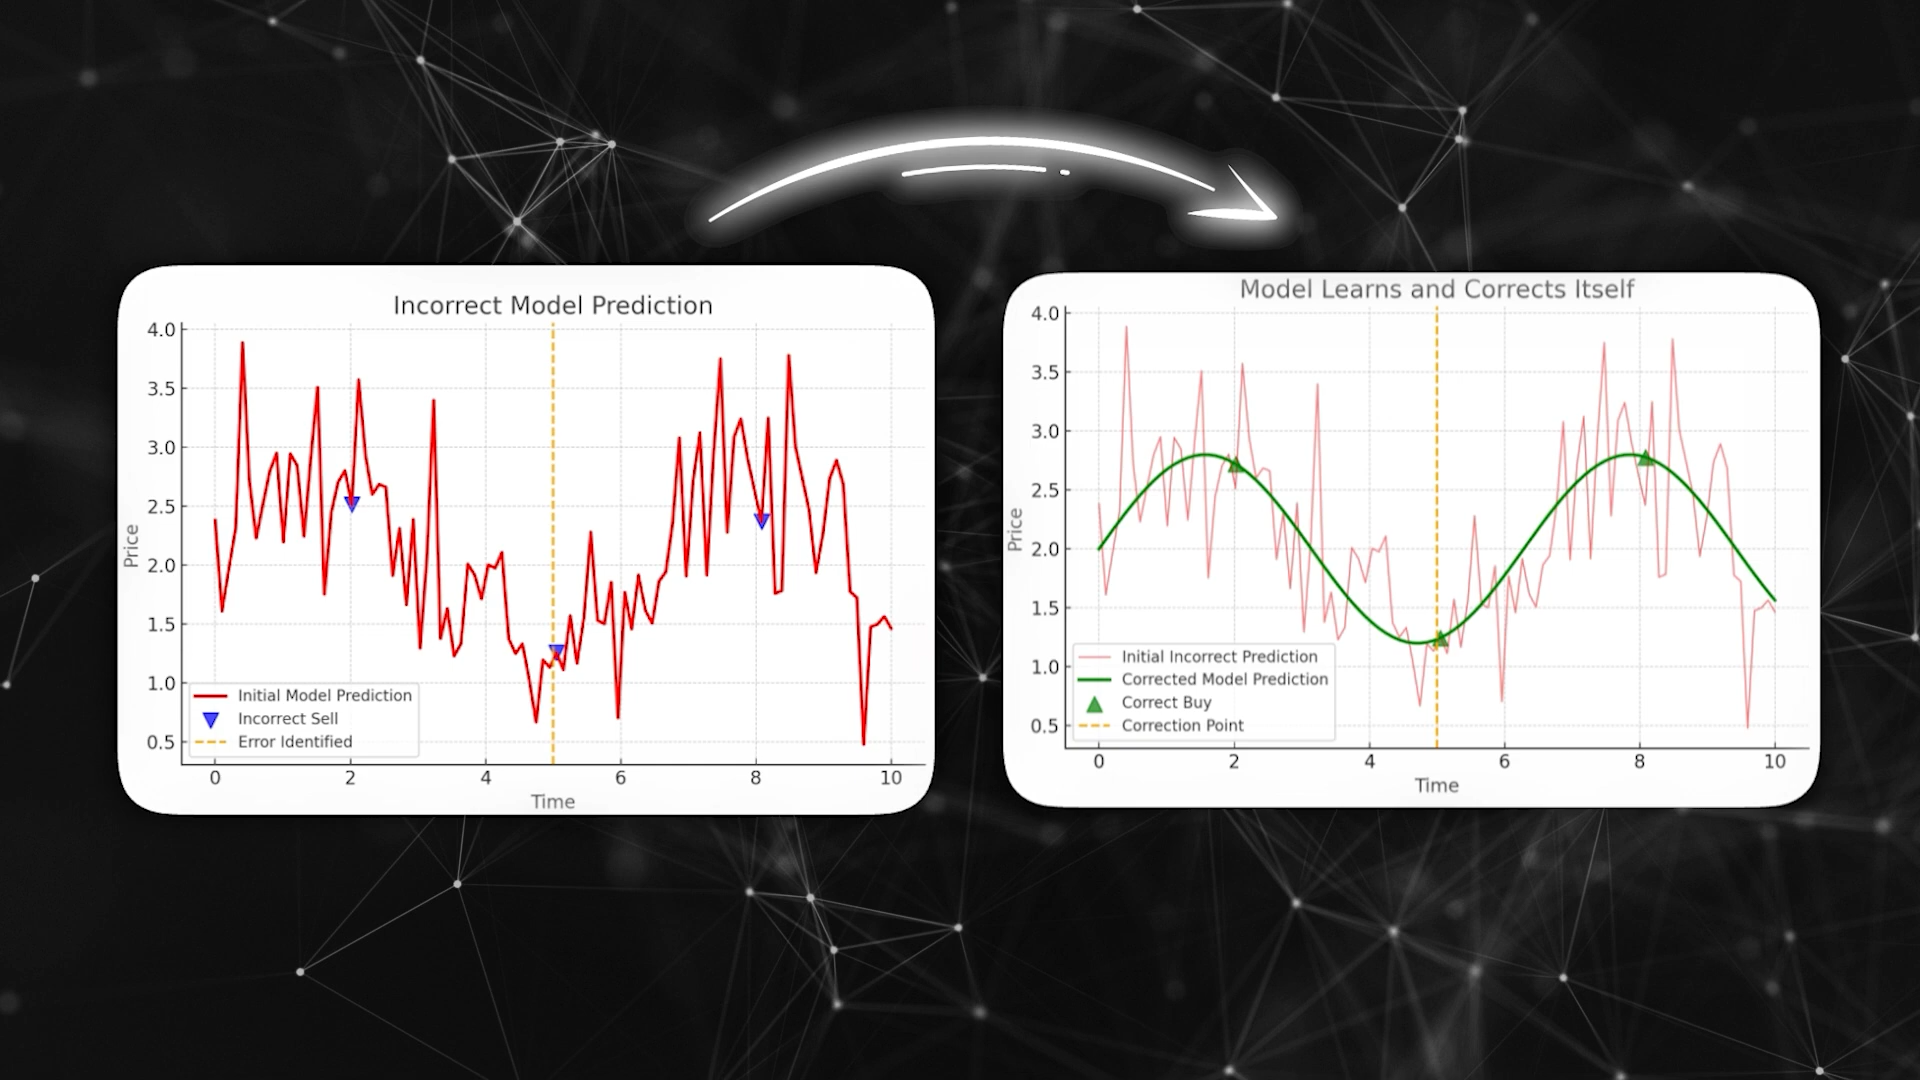 Incorrect Model Prediction
4.0
3.5
3.0
2.5
2.0
1.5
1.0
0.5
Price
Initial Model Prediction
Incorrect Sell
Error Identified
0 2 4 6 8 10
Time
Model Learns and Corrects Itself
4.0
3.5
3.0
2.5
2.0
1.5
1.0
0.5
Price
Initial Incorrect Prediction
Corrected Model Prediction
Correct Buy
Correction Point
0 2 4 6 8 10
Time